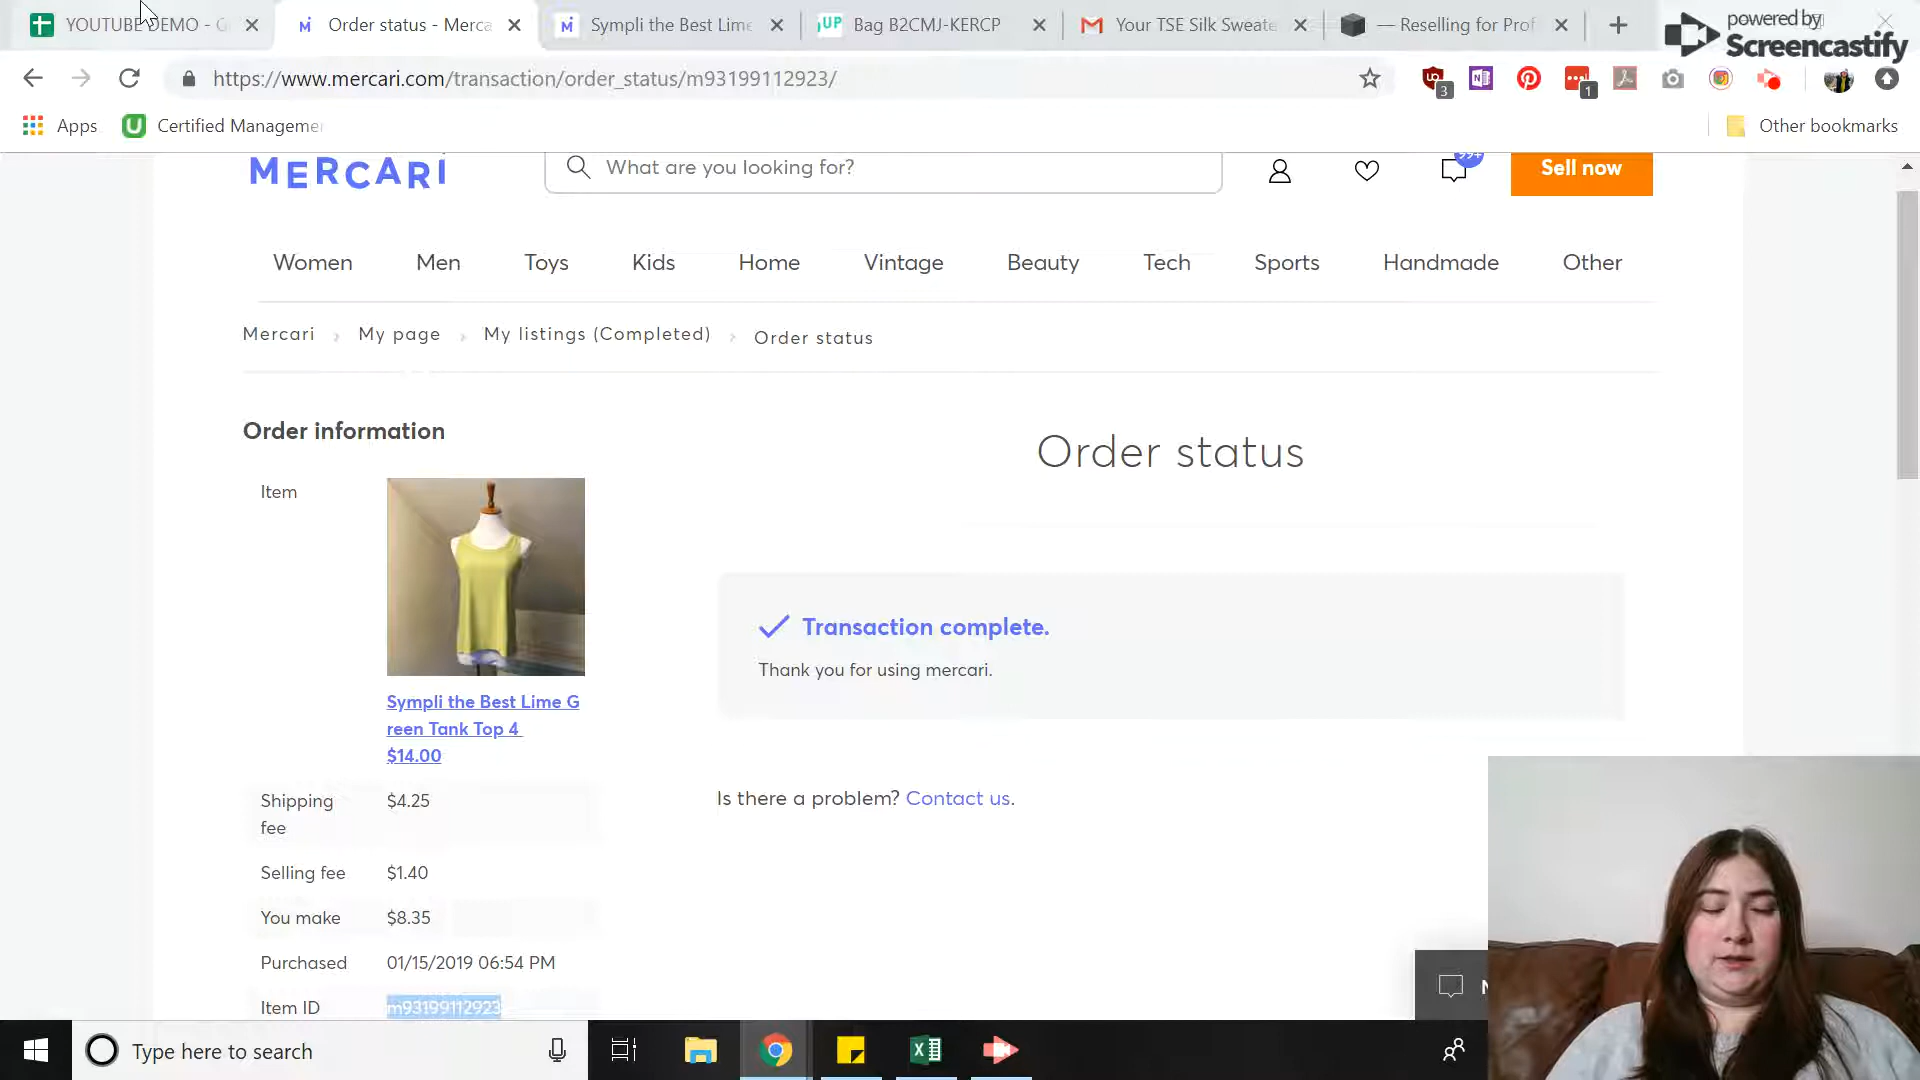 YOUTUBE DEMO - G
Order status - Merca
Sympli the Best Lime
UP Bag B2CMJ-KERCP
Your TSE Silk Sweate
— Reselling for Prof
powered by
Screencastify
https://www.mercari.com/transaction/order_status/m93199112923/
3
1
Apps
Certified Managemen
Other bookmarks
MERCARI
What are you looking for?
99+
Sell now
Women
Men
Toys
Kids
Home
Vintage
Beauty
Tech
Sports
Handmade
Other
Mercari
My page
My listings (Completed)
Order status
Order information
Order status
Item
Sympli the Best Lime G
reen Tank Top 4
$14.00
Transaction complete.
Thank you for using mercari.
Is there a problem? Contact us.
Shipping fee $4.25
Selling fee $1.40
You make $8.35
Purchased 01/15/2019 06:54 PM
Item ID m93199112923
Type here to search